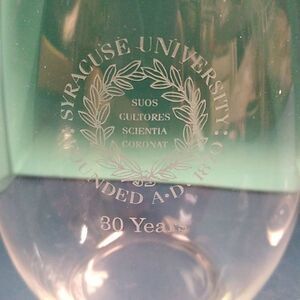 SYRACUSE UNIVERSITY:
FOUNDED A·D·1870
SUOS
CULTORES
SCIENTIA
CORONAT
30 Years